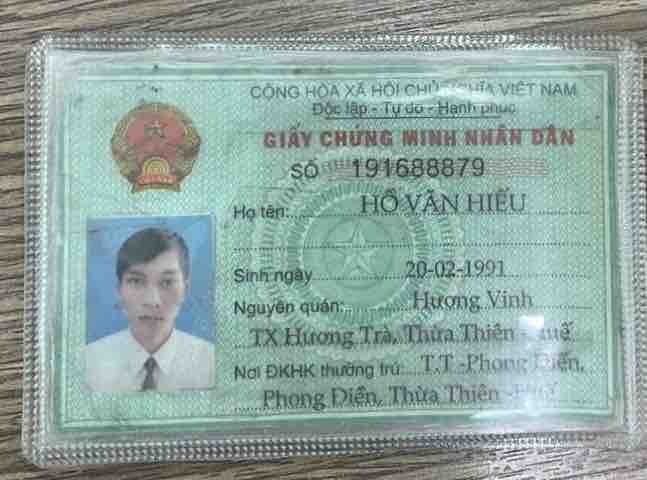 CỘNG HÒA XÃ HỘI CHỦ NGHĨA VIỆT NAM
Độc lập - Tự do - Hạnh phúc
GIẤY CHỨNG MINH NHÂN DÂN
SỐ 191688879
Họ tên: HỒ VĂN HIẾU
Sinh ngày 20-02-1991
Nguyên quán: Hương Vinh
TX Hương Trà, Thừa Thiên - Huế
Nơi ĐKHK thường trú: T.T -Phong Điền,
Phong Điền, Thừa Thiên - Huế